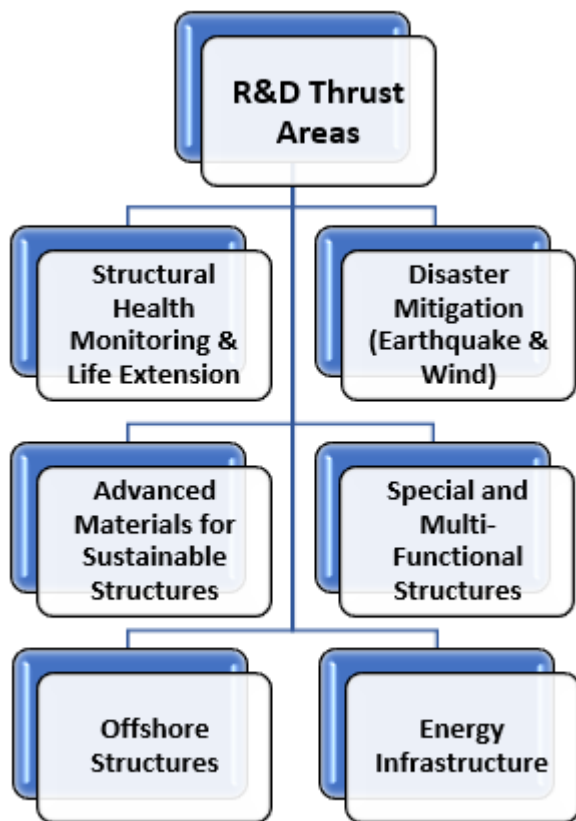 R&D Thrust
Areas
Structural
Health
Monitoring &
Life Extension
Disaster
Mitigation
(Earthquake &
Wind)
Advanced
Materials for
Sustainable
Structures
Special and
Multi-
Functional
Structures
Offshore
Structures
Energy
Infrastructure